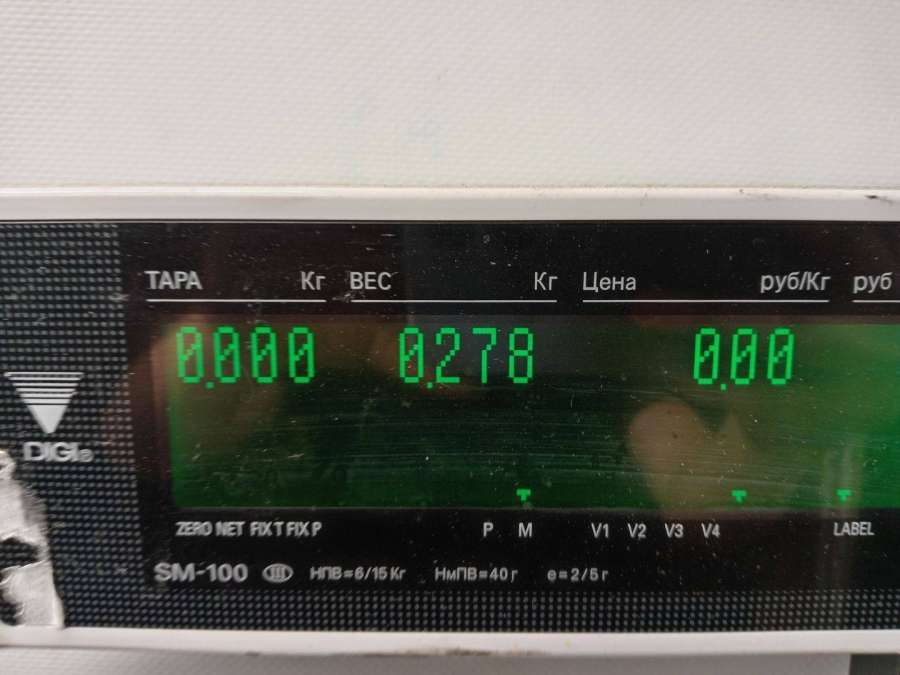 ТАРА Кг ВЕС Кг Цена руб/Кг руб
0.000 0.278 0.00
DIGI
ZERO NET FIX T FIX P P M V1 V2 V3 V4 LABEL
SM-100 III НПВ=6/15 Кг НмПВ=40 г e=2/5 г